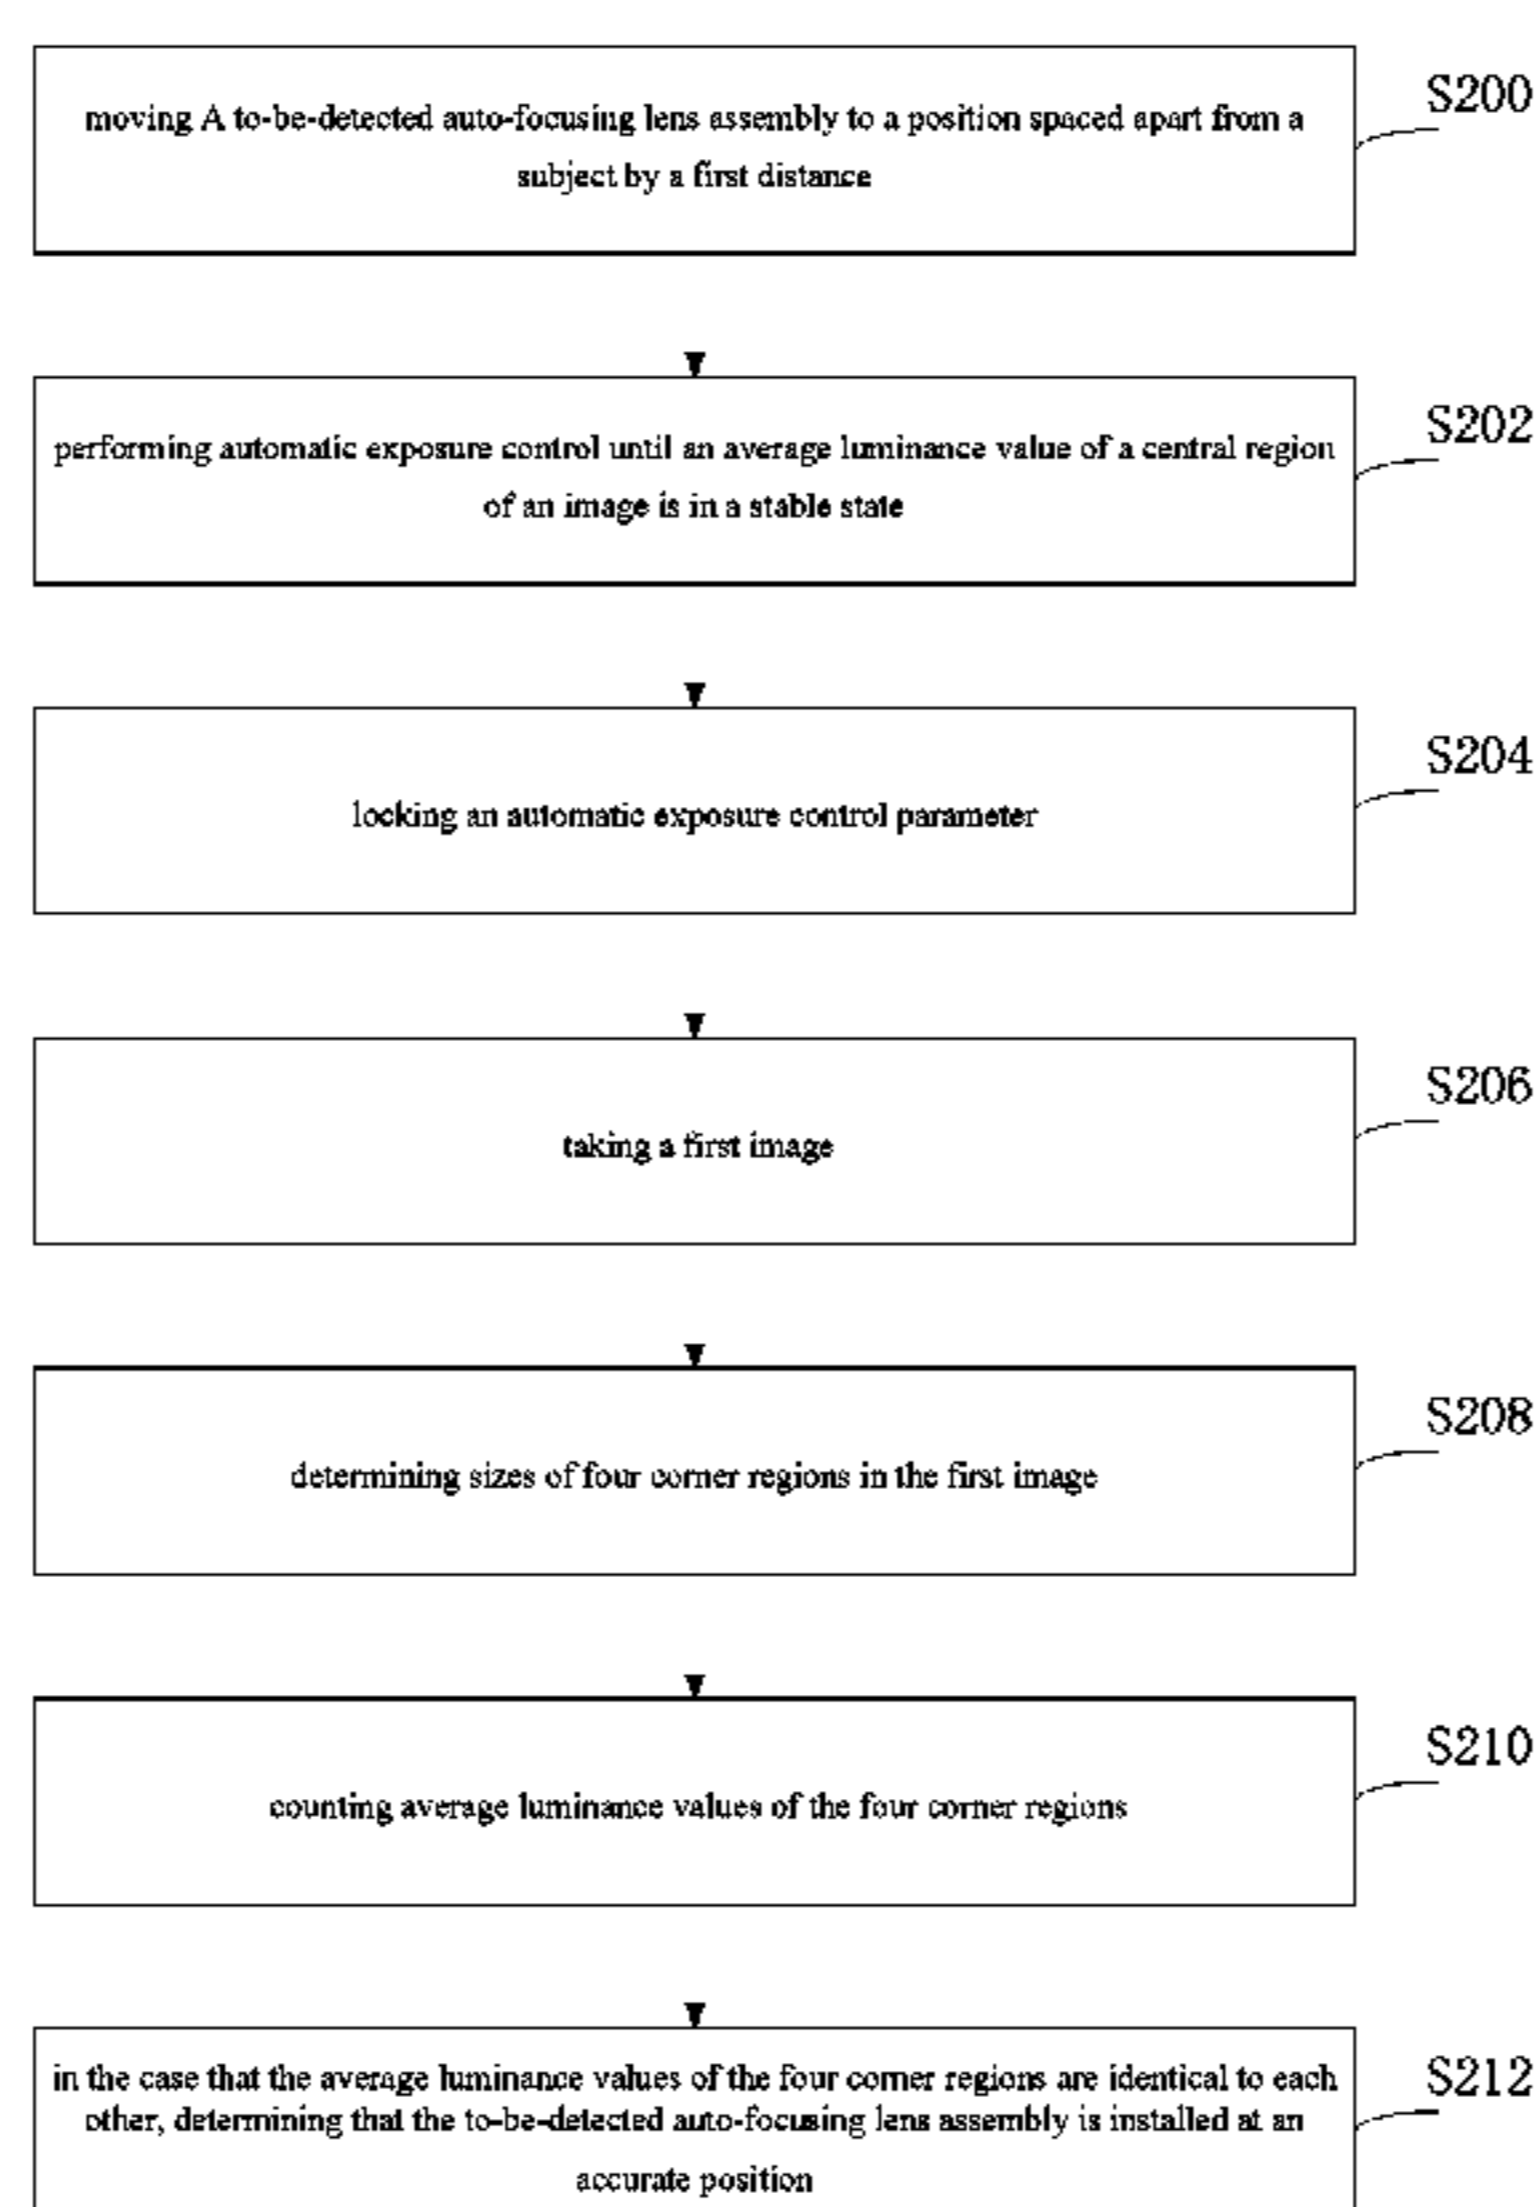 S200
moving A to-be-detected auto-focusing lens assembly to a position spaced apart from a
subject by a first distance
S202
performing automatic exposure control until an average luminance value of a central region
of an image is in a stable state
S204
locking an automatic exposure control parameter
S206
taking a first image
S208
determining sizes of four corner regions in the first image
S210
counting average luminance values of the four corner regions
S212
in the case that the average luminance values of the four corner regions are identical to each
other, determining that the to-be-detected auto-focusing lens assembly is installed at an
accurate position